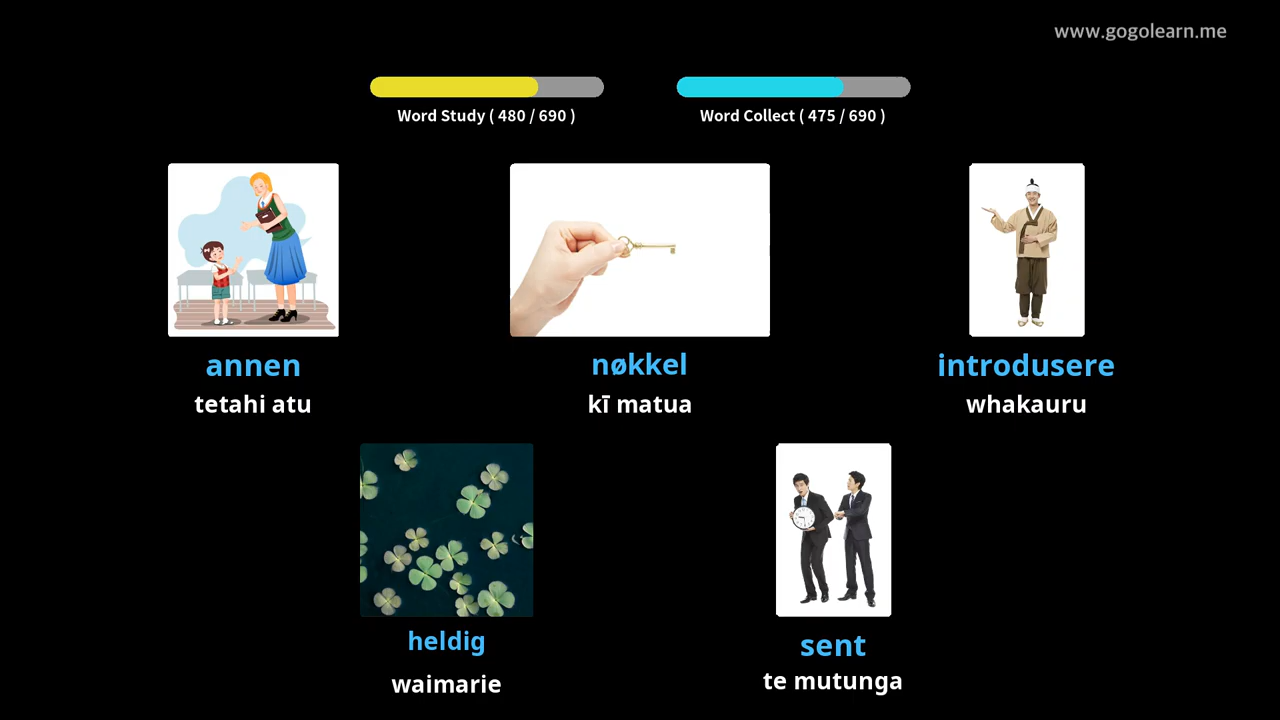 www.gogolearn.me
Word Study ( 480 / 690 )
Word Collect ( 475 / 690 )
annen
tetahi atu
nøkkel
kī matua
introdusere
whakauru
heldig
waimarie
sent
te mutunga